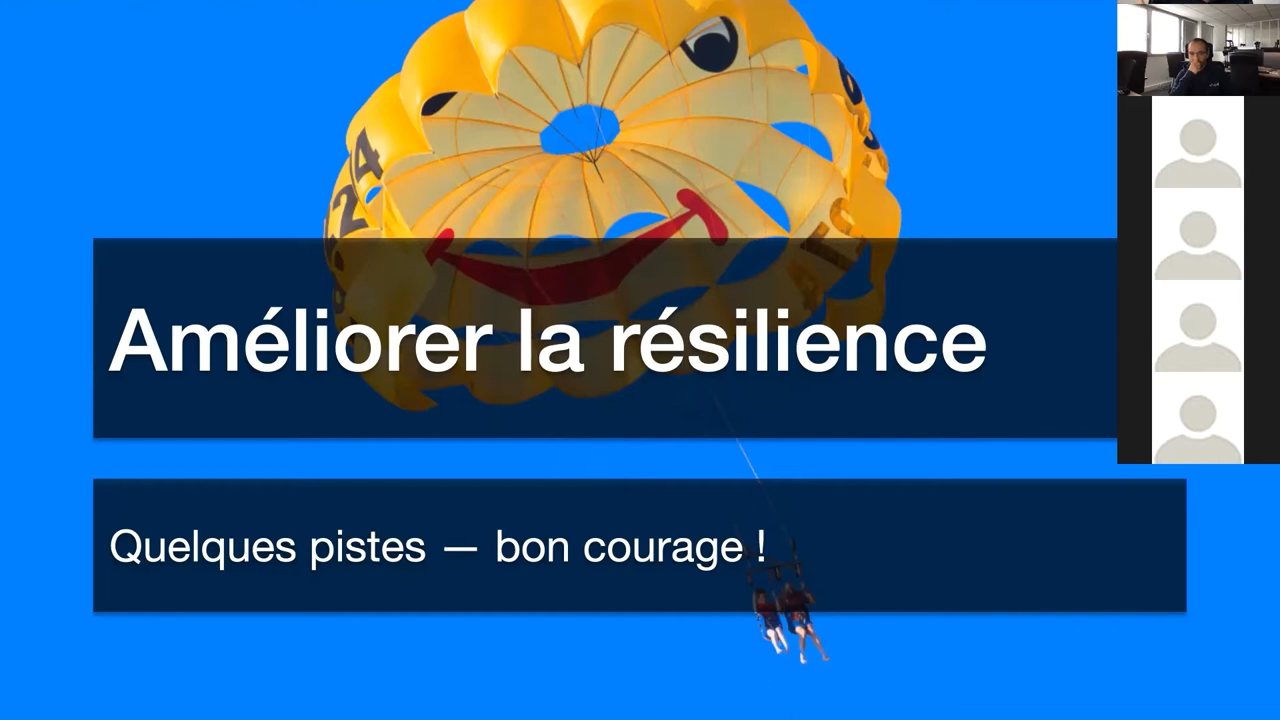 Améliorer la résilience
Quelques pistes — bon courage !